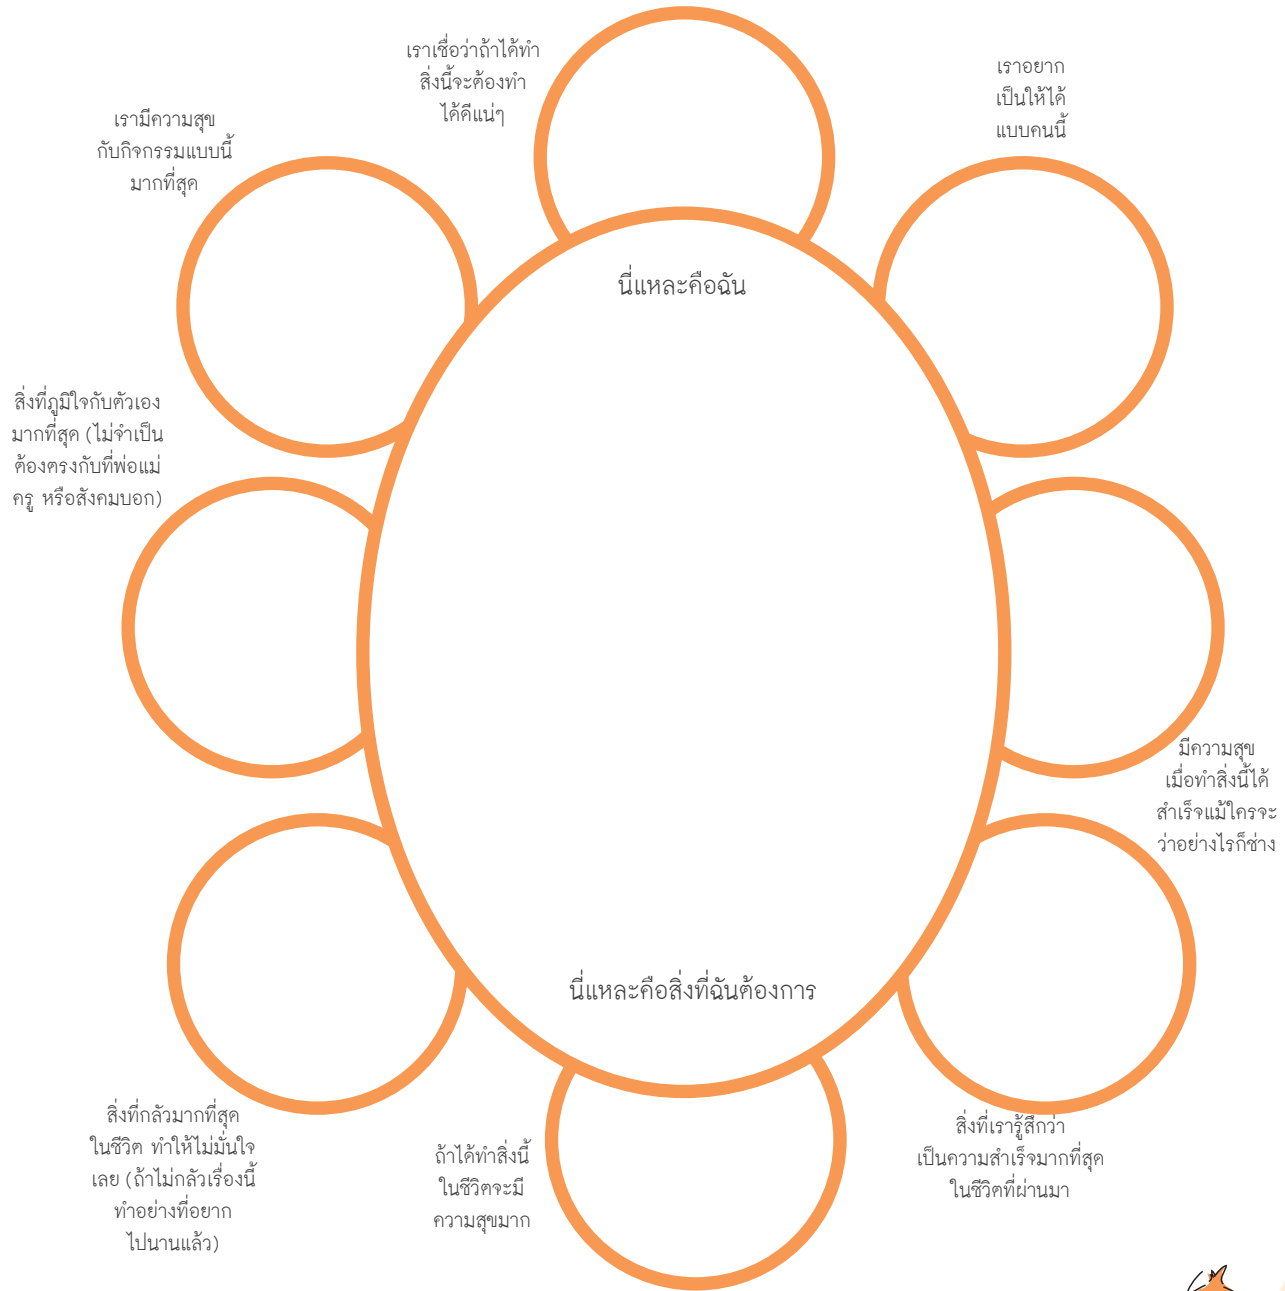 เราเชื่อว่าถ้าได้ทำ
สิ่งนี้จะต้องทำ
ได้ดีแน่ๆ
เราอยาก
เป็นให้ได้
แบบคนนี้
เรามีความสุข
กับกิจกรรมแบบนี้
มากที่สุด
นี่แหละคือฉัน
สิ่งที่ภูมิใจกับตัวเอง
มากที่สุด (ไม่จำเป็น
ต้องตรงกับที่พ่อแม่
ครู หรือสังคมบอก)
มีความสุข
เมื่อทำสิ่งนี้ได้
สำเร็จแม้ใครจะ
ว่าอย่างไรก็ช่าง
นี่แหละคือสิ่งที่ฉันต้องการ
สิ่งที่กลัวมากที่สุด
ในชีวิต ทำให้ไม่มั่นใจ
เลย (ถ้าไม่กลัวเรื่องนี้
ทำอย่างที่อยาก
ไปนานแล้ว)
ถ้าได้ทำสิ่งนี้
ในชีวิตจะมี
ความสุขมาก
สิ่งที่เรารู้สึกว่า
เป็นความสำเร็จมากที่สุด
ในชีวิตที่ผ่านมา